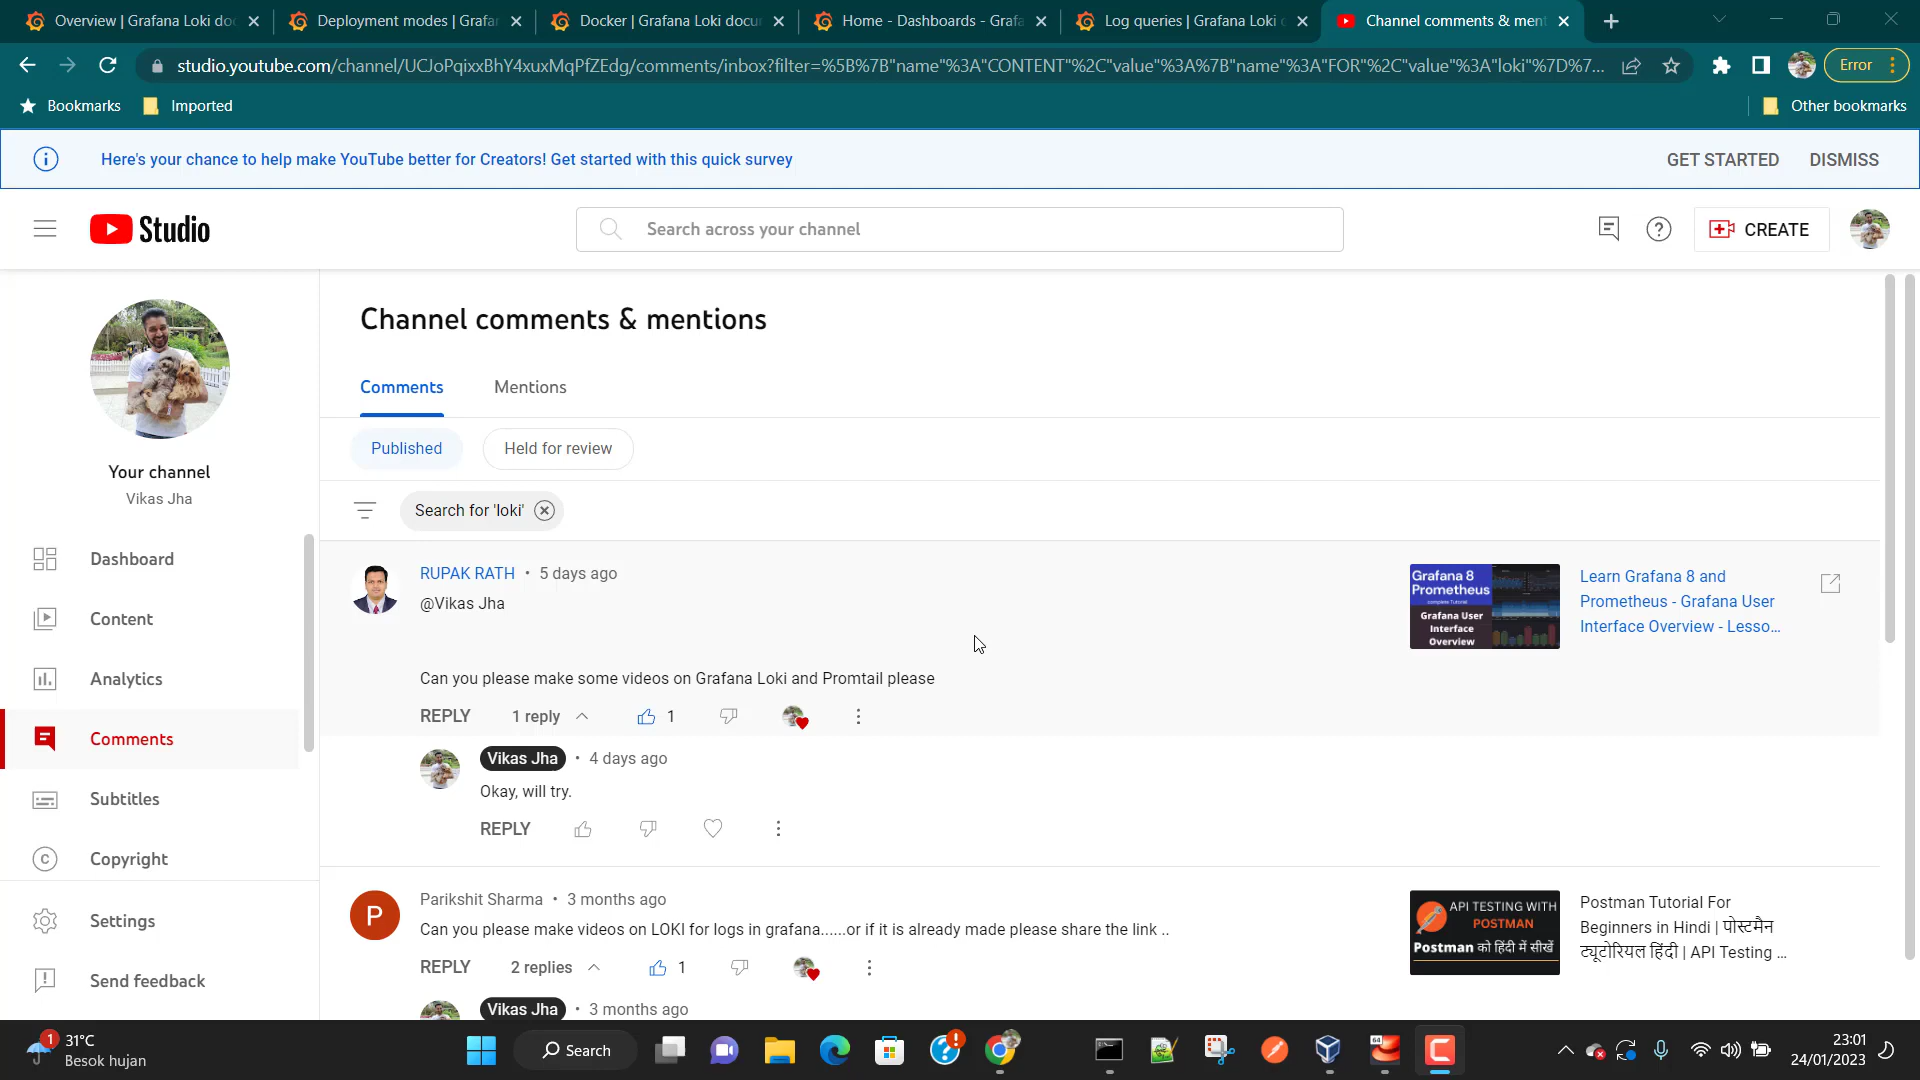 Overview | Grafana Loki doc
Deployment modes | Grafan
Docker | Grafana Loki docum
Home - Dashboards - Grafa
Log queries | Grafana Loki d
Channel comments & ment
studio.youtube.com/channel/UCJoPqixxBhY4xuxMqPfZEdg/comments/inbox?filter=%5B%7B"name"%3A"CONTENT"%2C"value"%3A%7B"name"%3A"FOR"%2C"value"%3A"loki"%7D%7...
Error
Bookmarks
Imported
Other bookmarks
Here's your chance to help make YouTube better for Creators! Get started with this quick survey
GET STARTED
DISMISS
Studio
Search across your channel
CREATE
Your channel
Vikas Jha
Dashboard
Content
Analytics
Comments
Subtitles
Copyright
Settings
Send feedback
Channel comments & mentions
Comments
Mentions
Published
Held for review
Search for 'loki'
RUPAK RATH • 5 days ago
@Vikas Jha
Can you please make some videos on Grafana Loki and Promtail please
REPLY
1 reply
1
Grafana 8
Prometheus
complete Tutorial
Grafana User
Interface
Overview
Learn Grafana 8 and
Prometheus - Grafana User
Interface Overview - Lesso...
Vikas Jha • 4 days ago
Okay, will try.
REPLY
P
Parikshit Sharma • 3 months ago
Can you please make videos on LOKI for logs in grafana......or if it is already made please share the link ..
REPLY
2 replies
1
API TESTING WITH
POSTMAN
Postman को हिंदी में सीखें
Postman Tutorial For
Beginners in Hindi | पोस्टमैन
ट्यूटोरियल हिंदी | API Testing ...
Vikas Jha • 3 months ago
1
31°C
Besok hujan
Search
64
23:01
24/01/2023